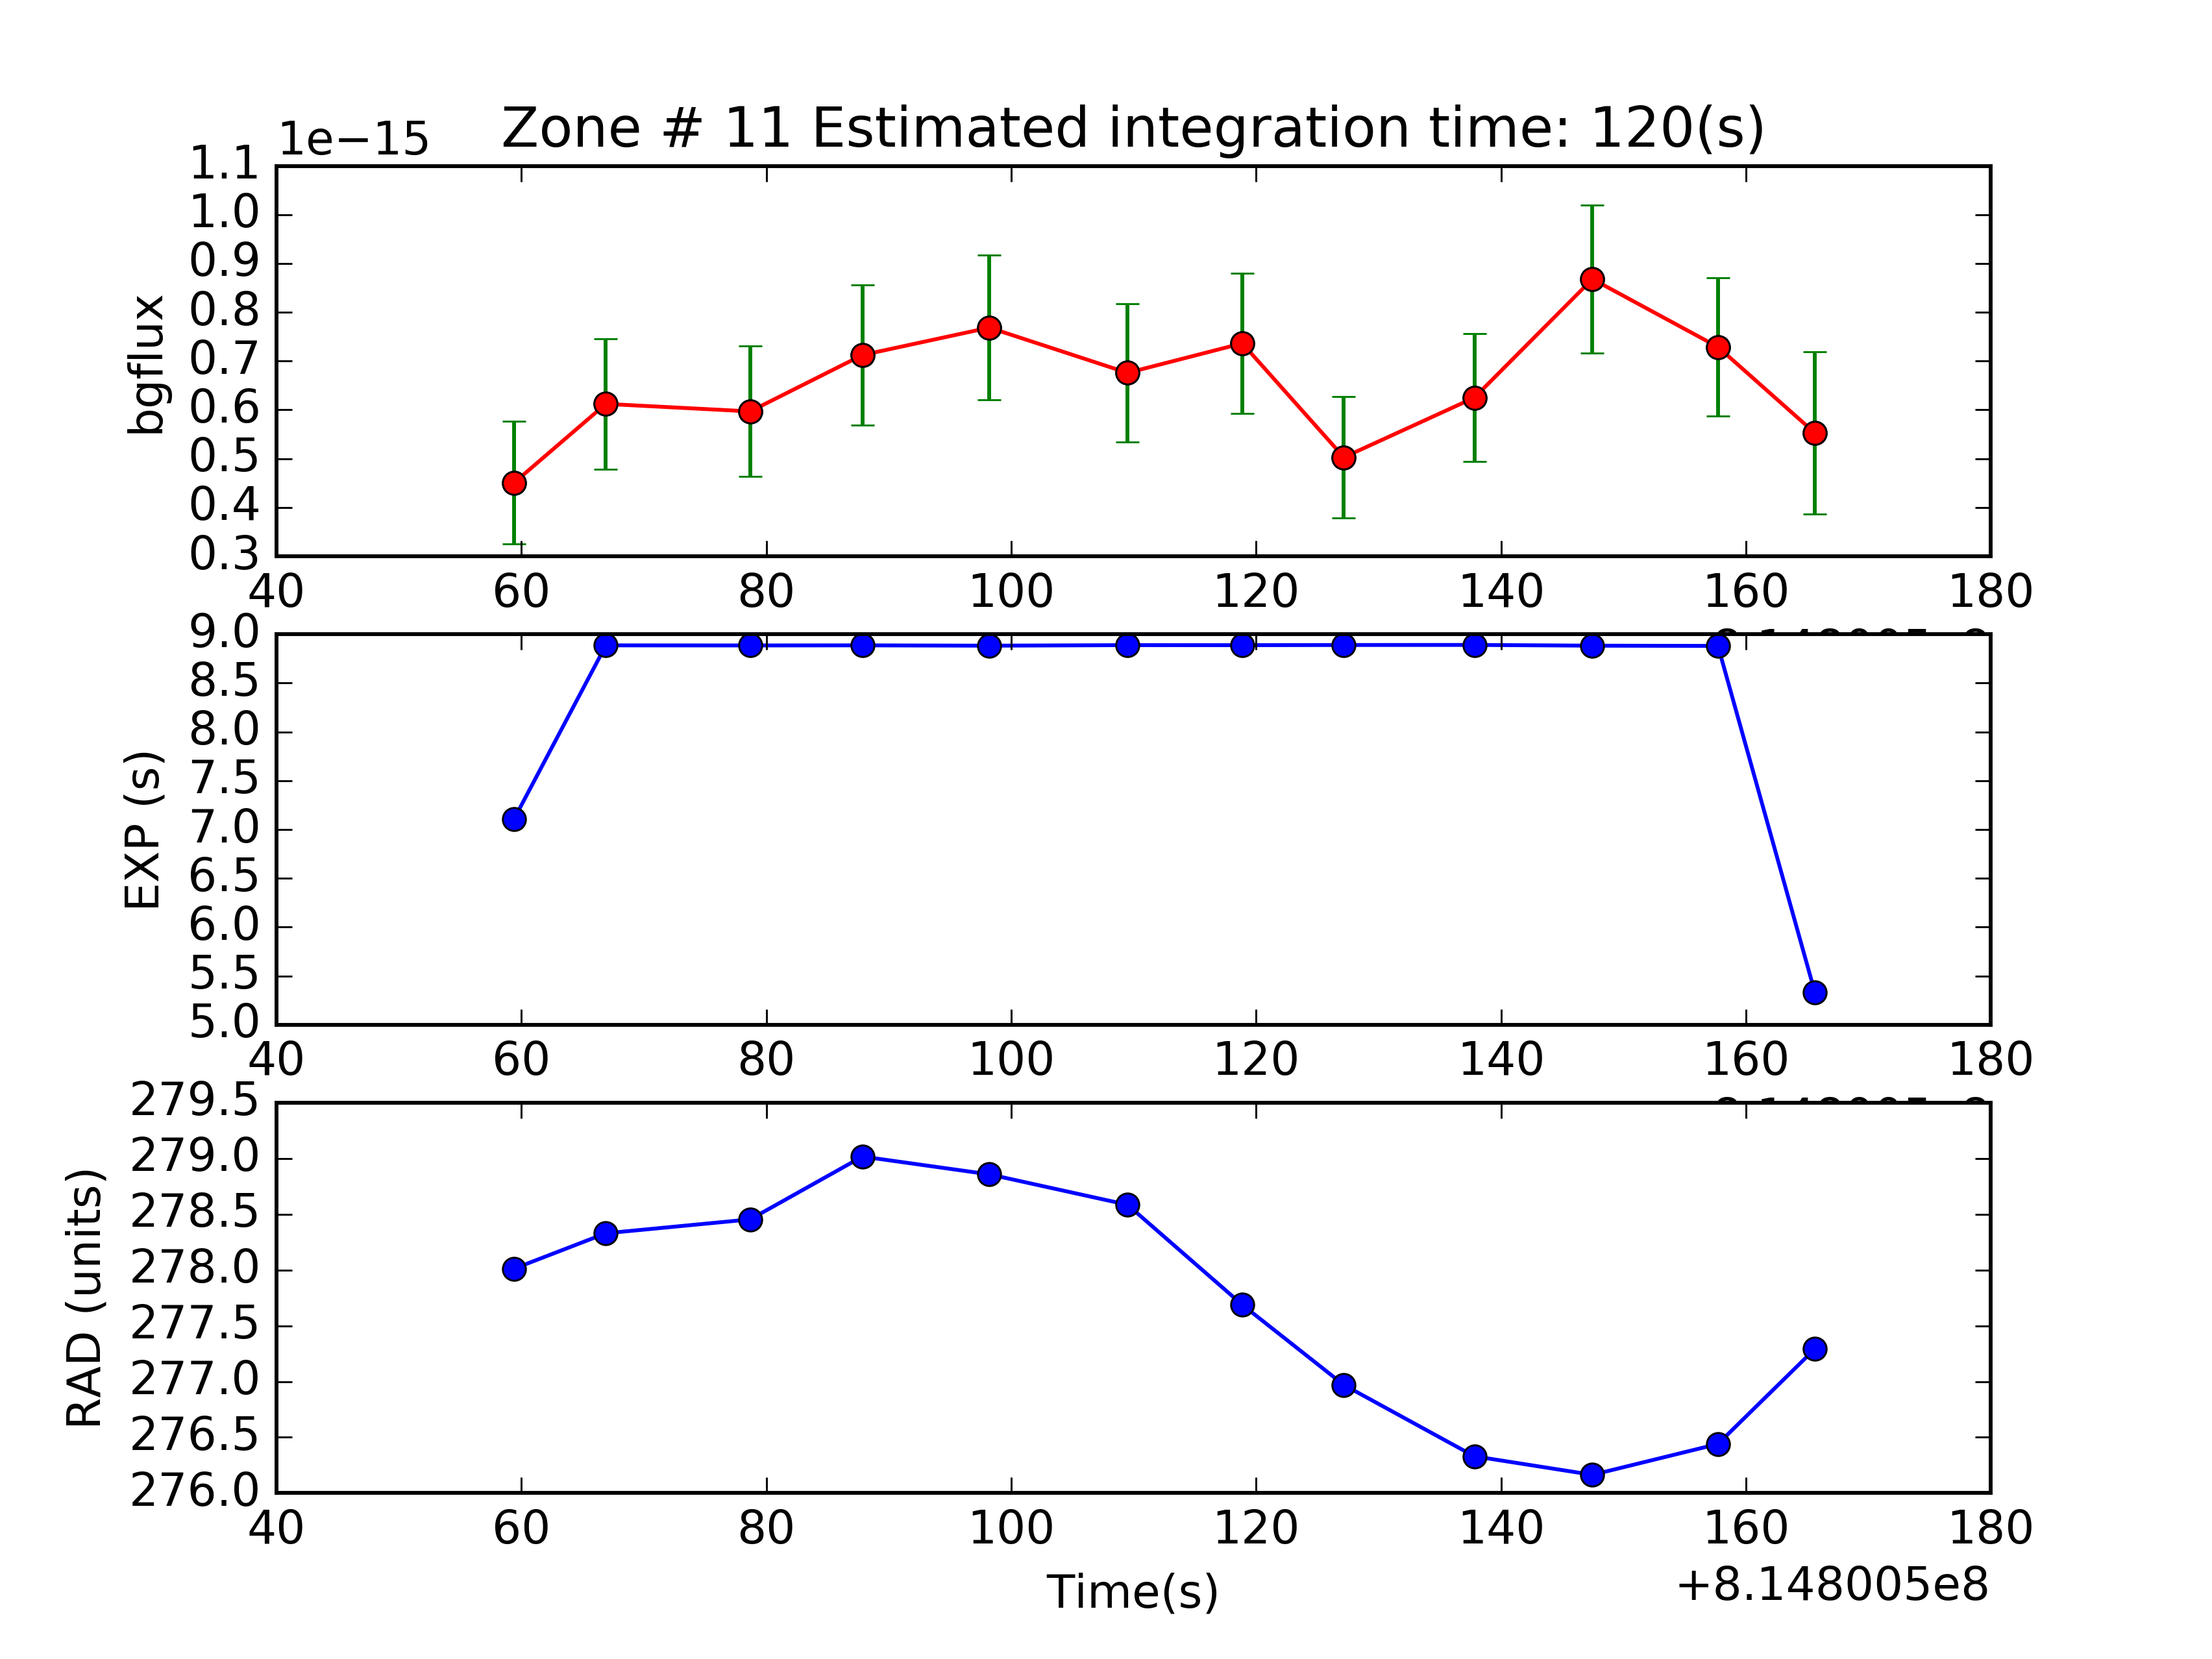 Zone # 11 Estimated integration time: 120(s)
1e−15
1.1
1.0
0.9
0.8
0.7
0.6
0.5
0.4
0.3
bgflux
40 60 80 100 120 140 160 180
9.0
8.5
8.0
7.5
7.0
6.5
6.0
5.5
5.0
EXP (s)
40 60 80 100 120 140 160 180
279.5
279.0
278.5
278.0
277.5
277.0
276.5
276.0
RAD (units)
40 60 80 100 120 140 160 180
Time(s)
+8.148005e8